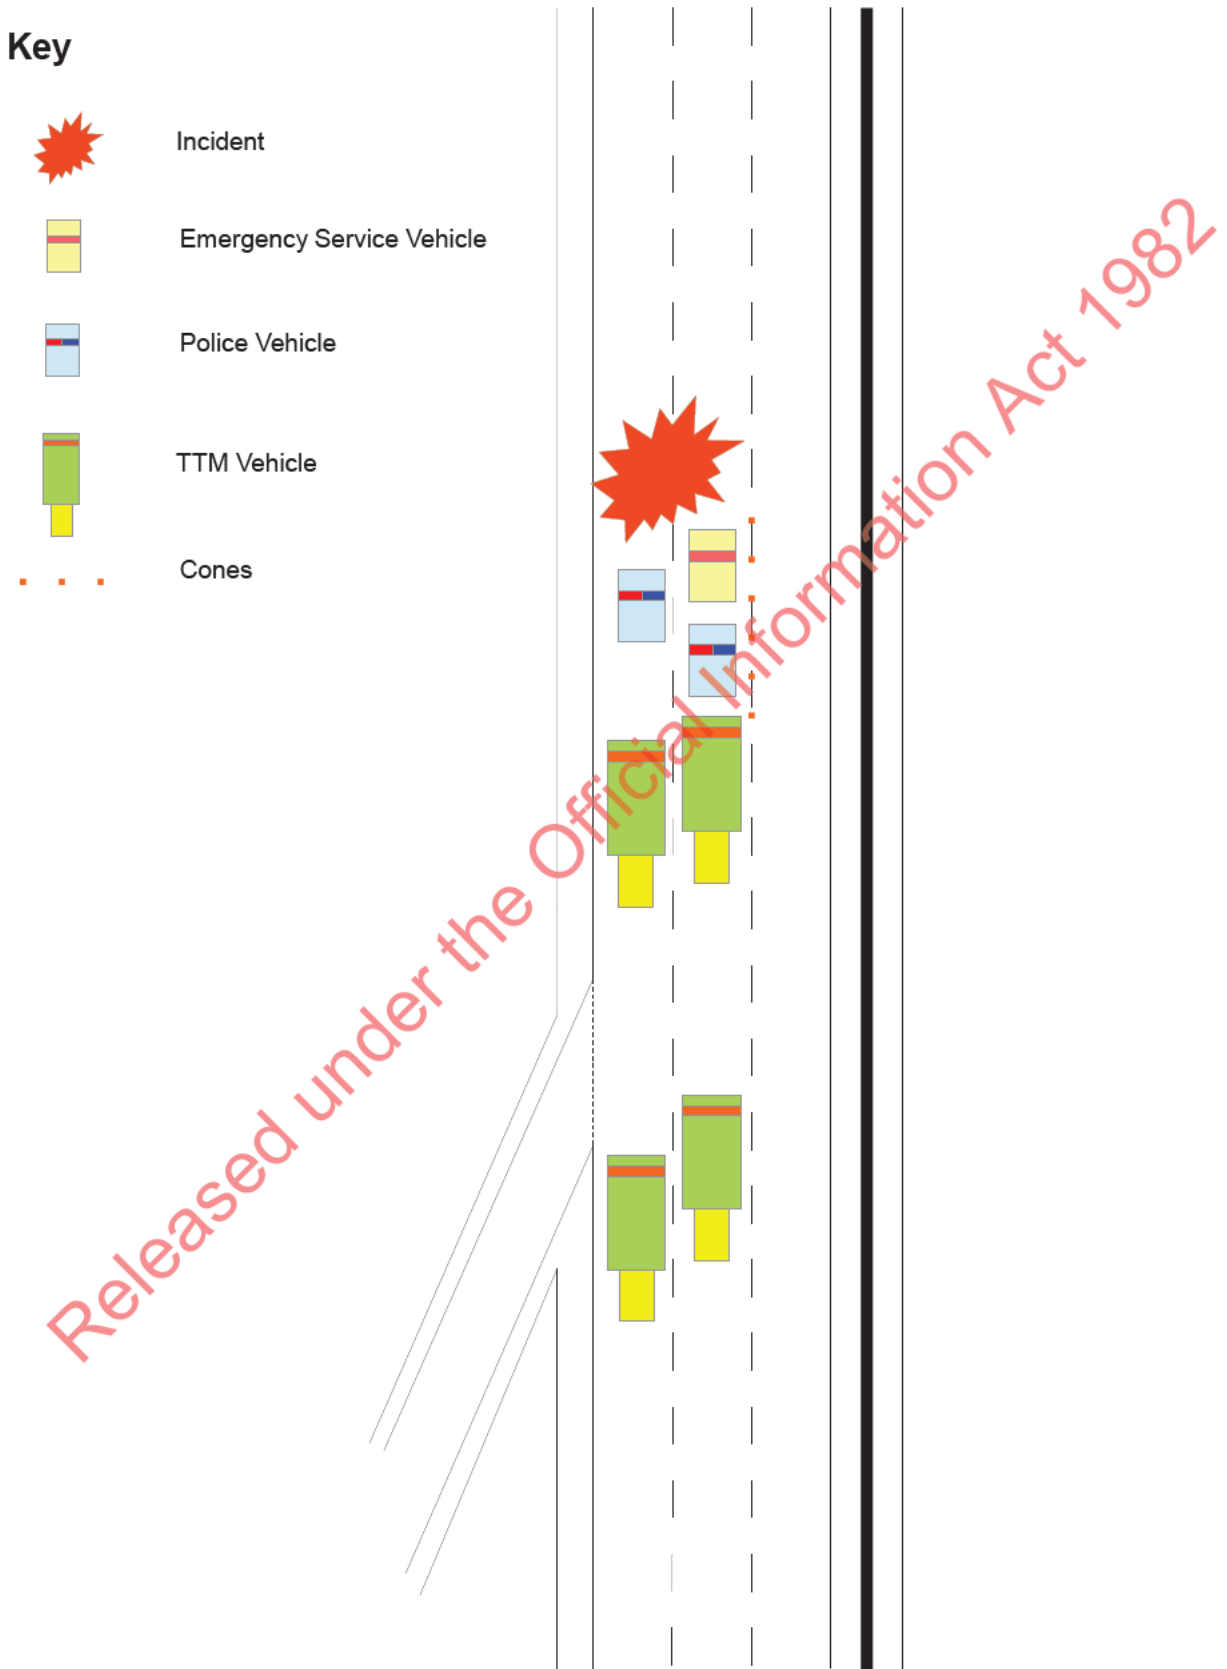 Key
Incident
Emergency Service Vehicle
Police Vehicle
TTM Vehicle
Cones
Released under the Official Information Act 1982